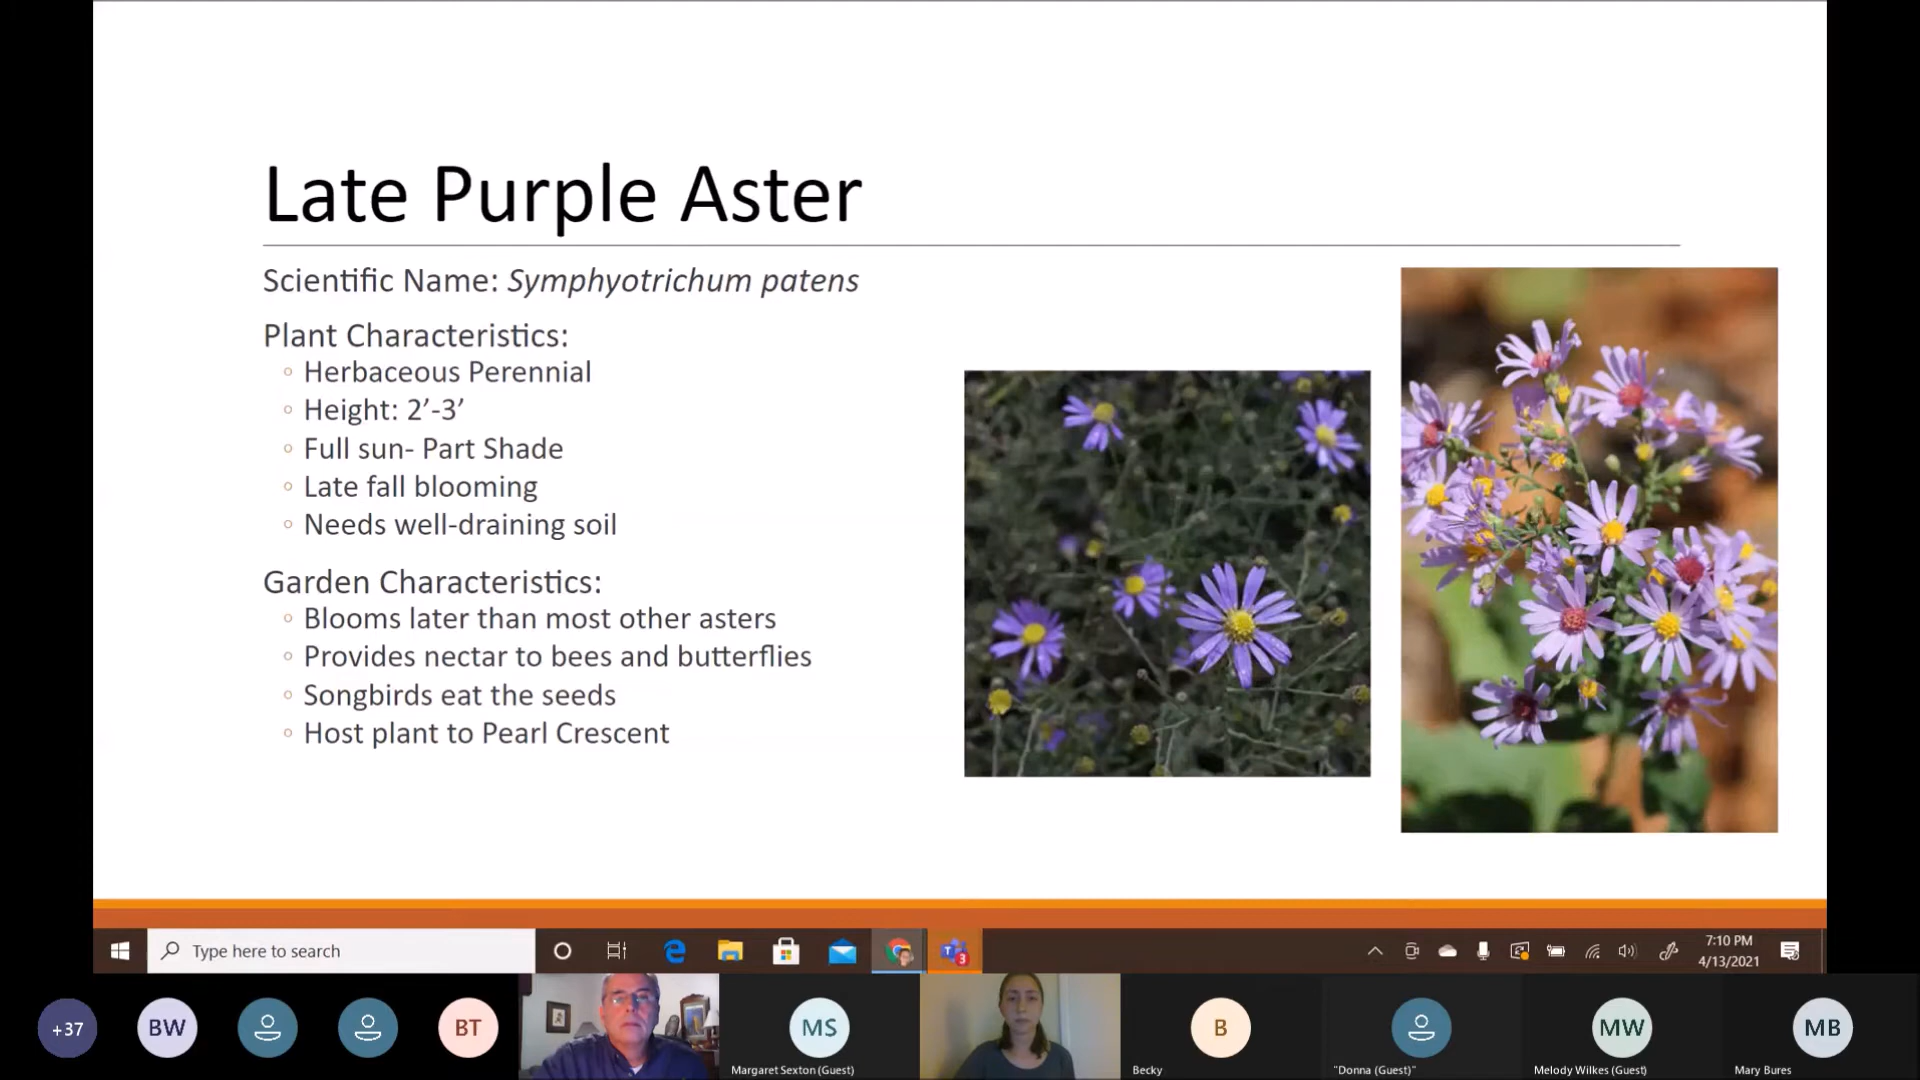 Late Purple Aster
Scientific Name: Symphyotrichum patens
Plant Characteristics:
Herbaceous Perennial
Height: 2’-3’
Full sun- Part Shade
Late fall blooming
Needs well-draining soil
Garden Characteristics:
Blooms later than most other asters
Provides nectar to bees and butterflies
Songbirds eat the seeds
Host plant to Pearl Crescent
Type here to search
3
7:10 PM
4/13/2021
+37
BW
BT
MS
Margaret Sexton (Guest)
B
Becky
"Donna (Guest)"
MW
Melody Wilkes (Guest)
MB
Mary Bures